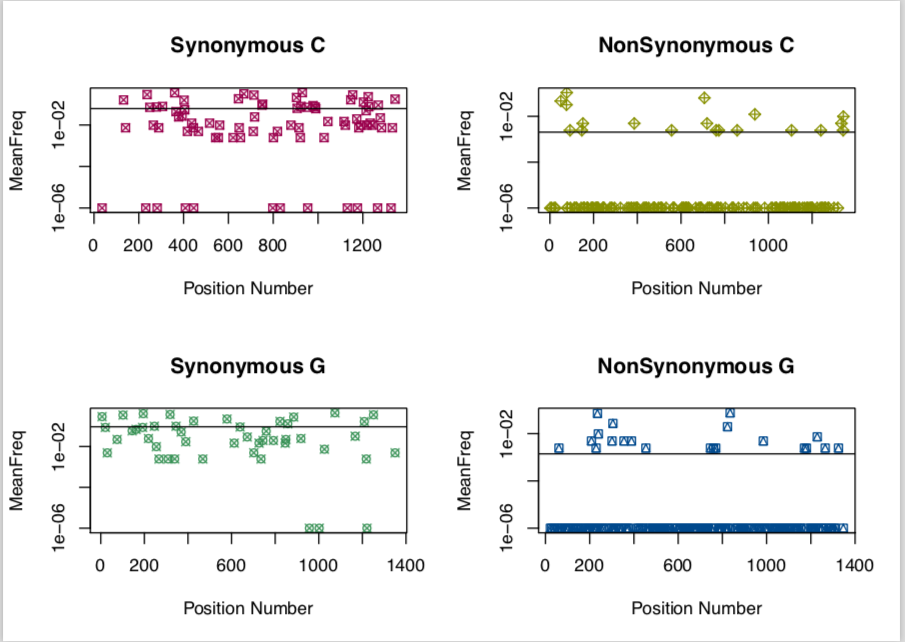 Synonymous C
MeanFreq
1e-02
1e-06
0 200 400 600 800 1200
Position Number
NonSynonymous C
MeanFreq
1e-02
1e-06
0 200 600 1000
Position Number
Synonymous G
MeanFreq
1e-02
1e-06
0 200 600 1000 1400
Position Number
NonSynonymous G
MeanFreq
1e-02
1e-06
0 200 600 1000 1400
Position Number